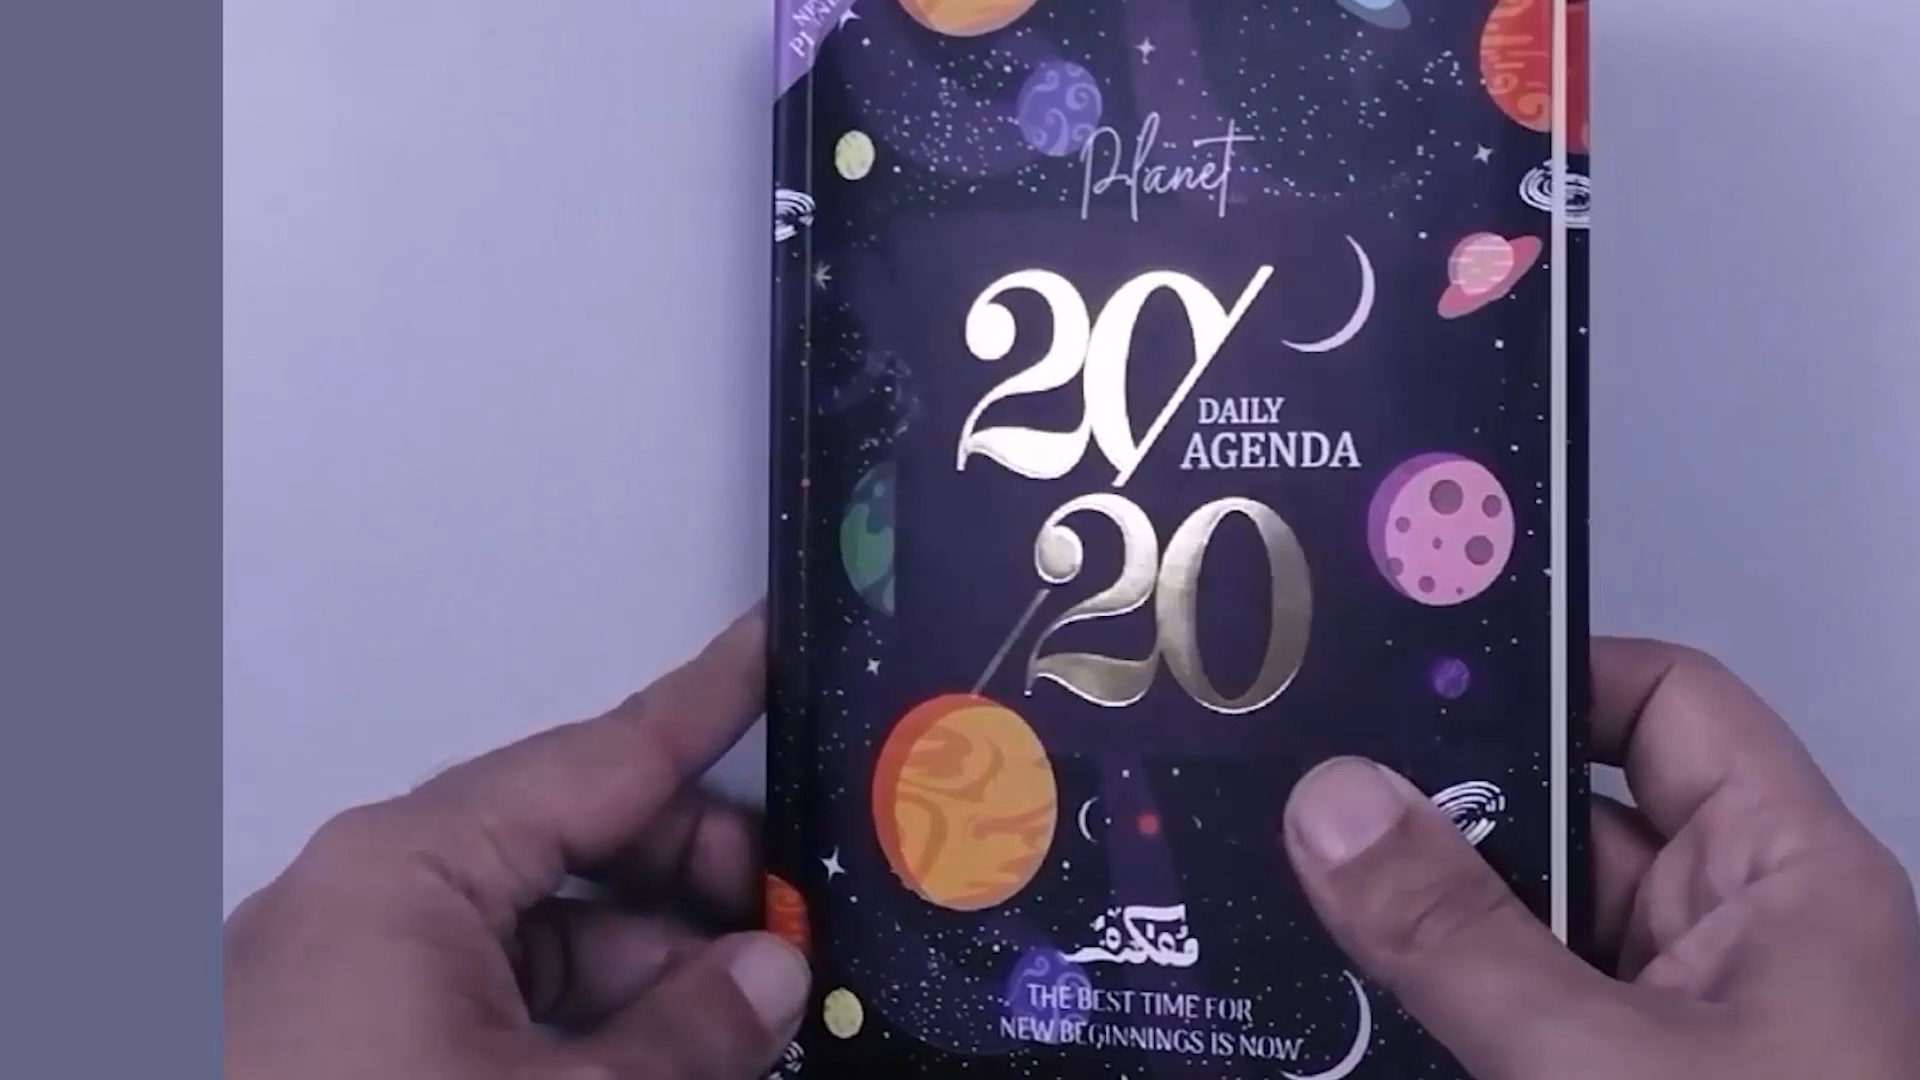 Planet
20
DAILY
AGENDA
20
مفكرة
THE BEST TIME FOR
NEW BEGINNINGS IS NOW